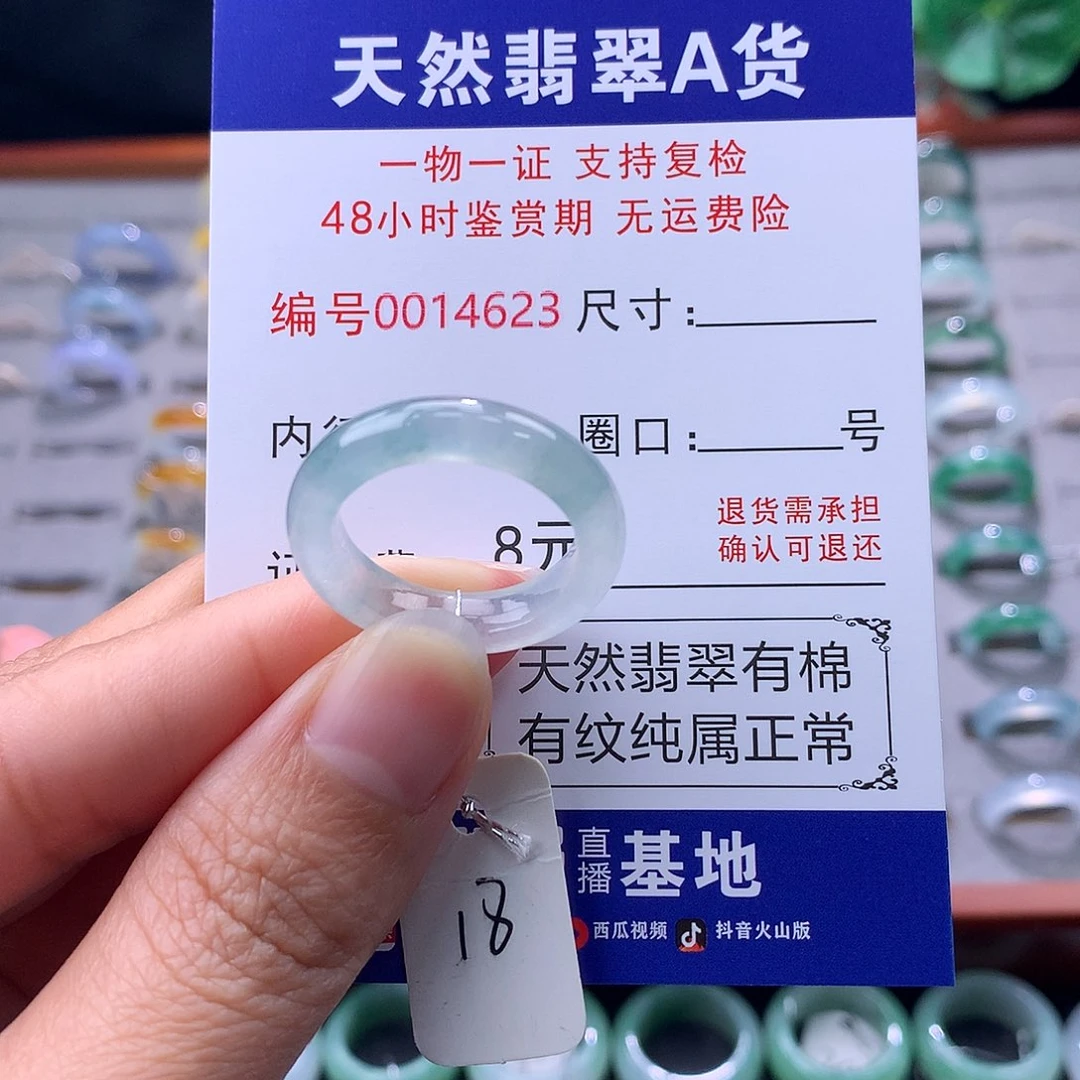 天然翡翠A货
一物一证 支持复检
48小时鉴赏期 无运费险
编号0014623 尺寸:
内径 圈口: 号
8元
退货需承担
确认可退还
天然翡翠有棉
有纹纯属正常
直播基地
西瓜视频 抖音火山版
18